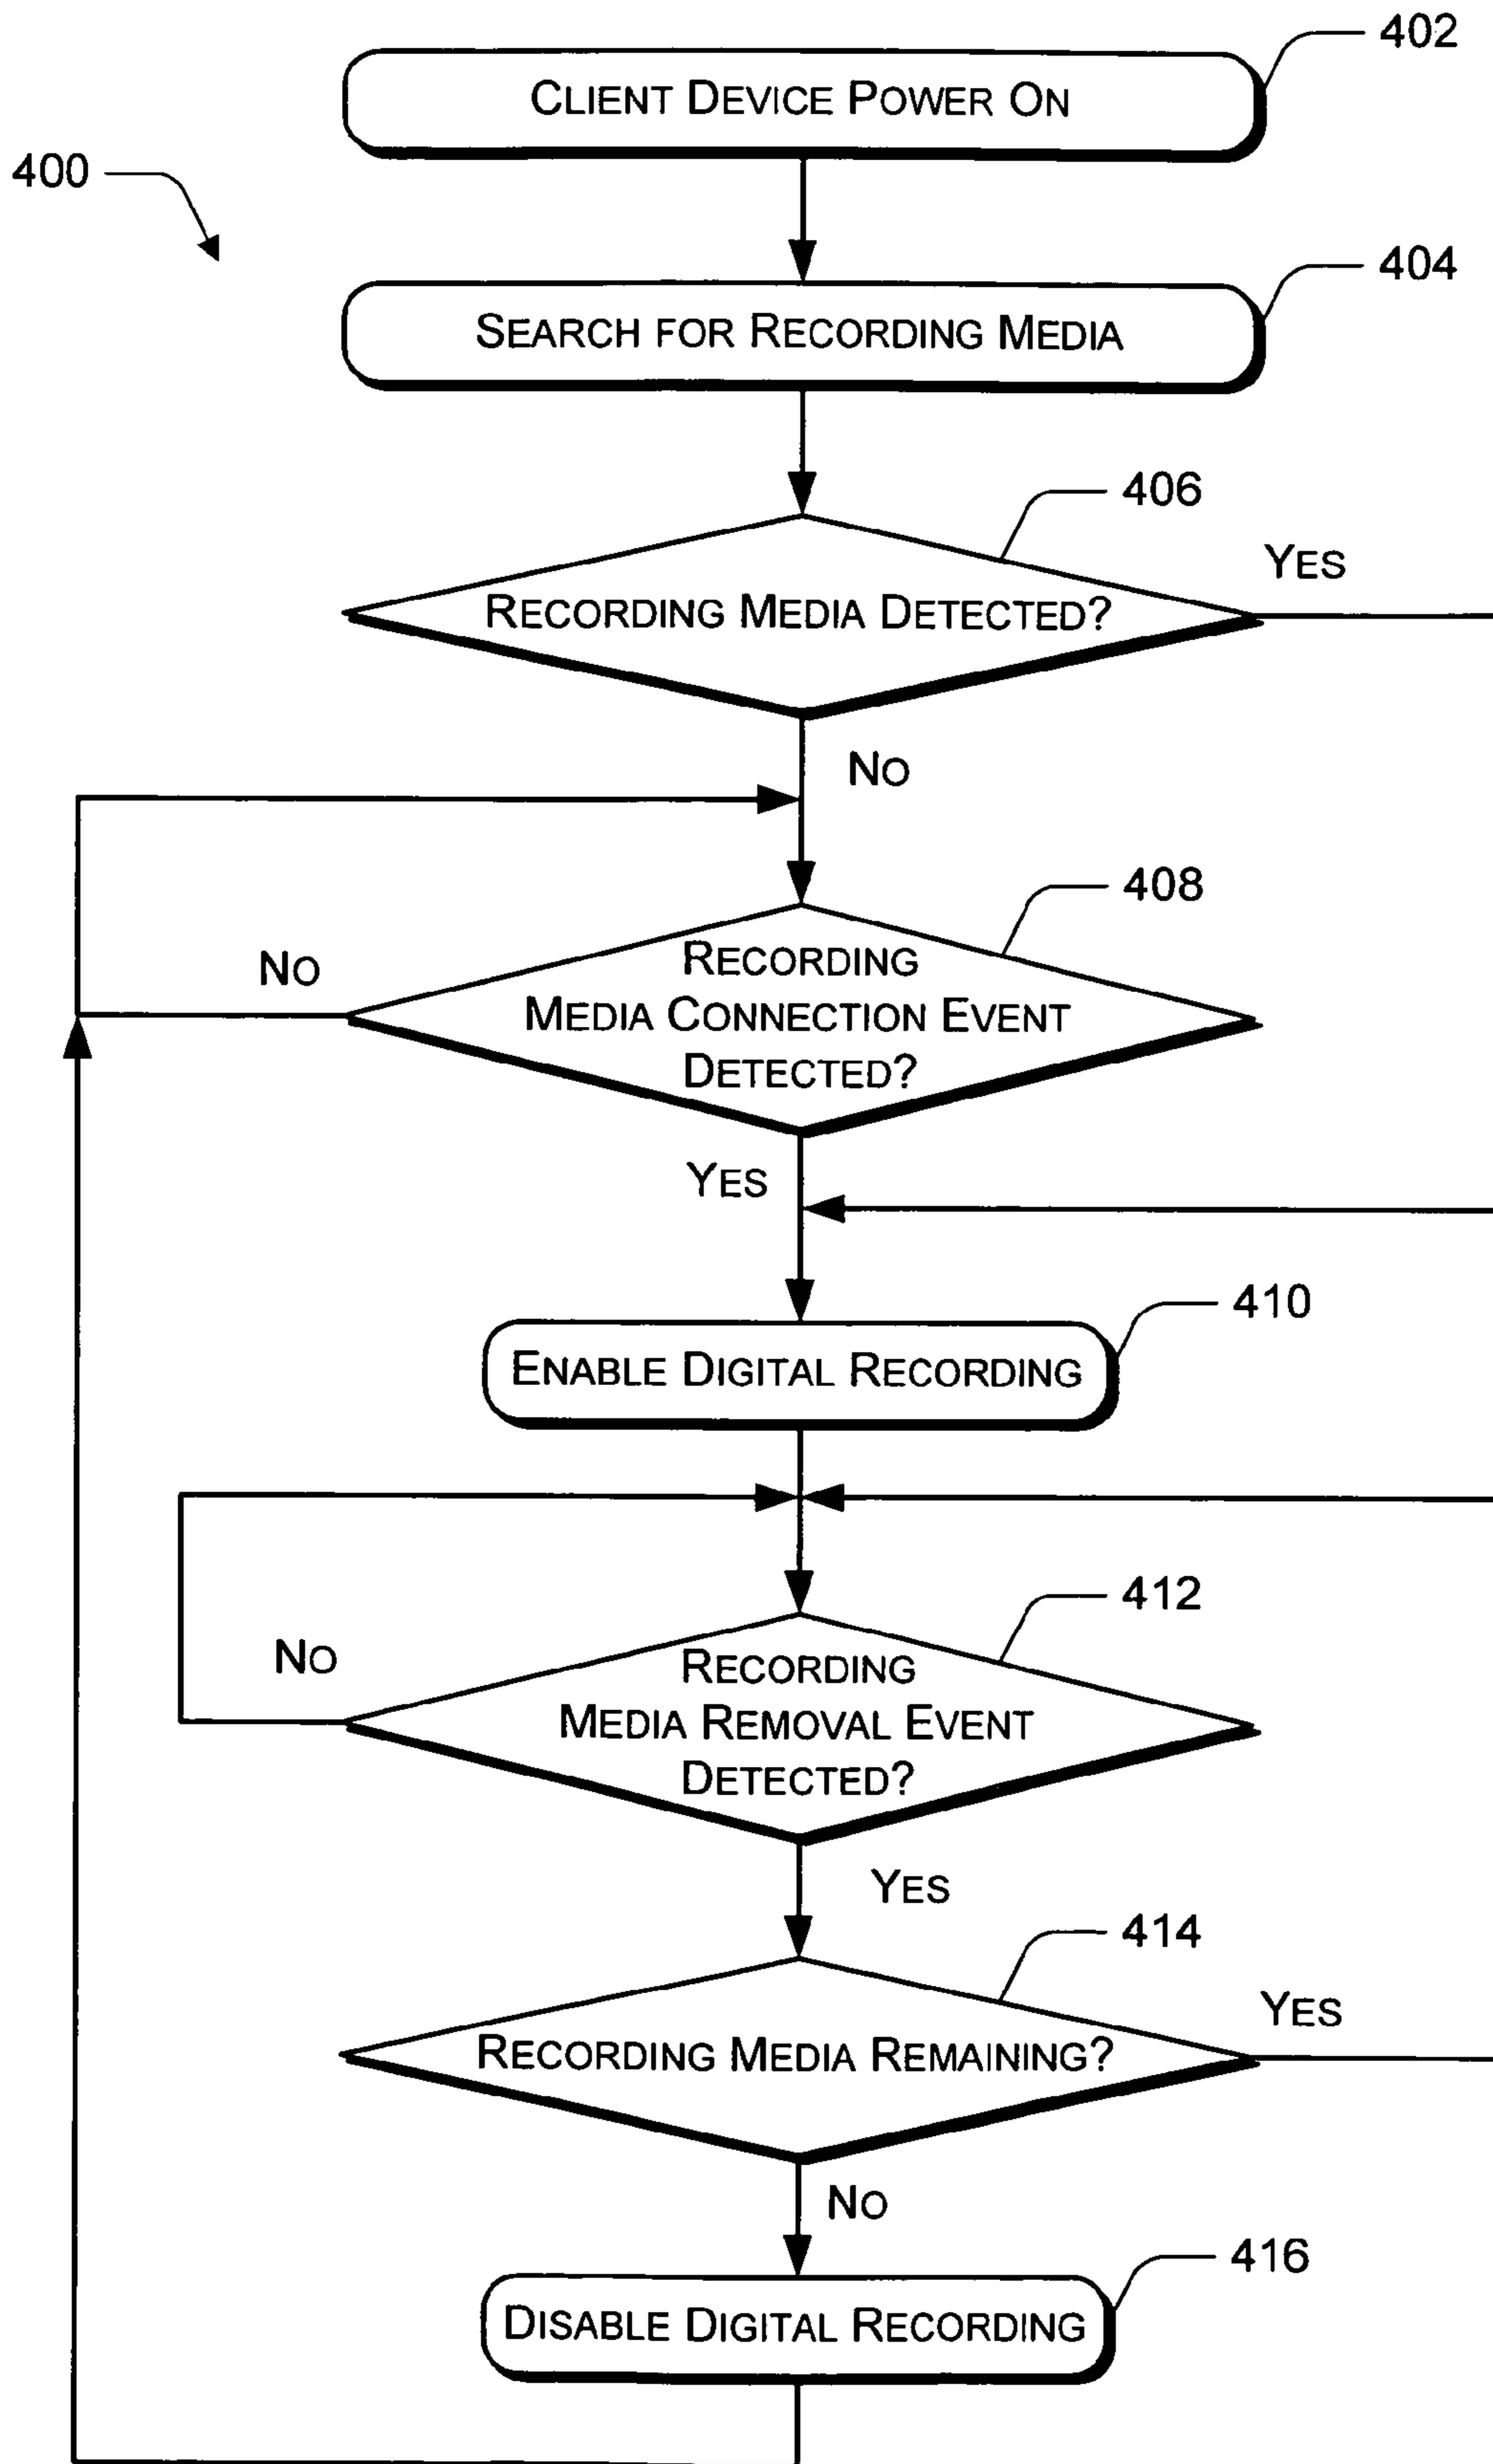 402
CLIENT DEVICE POWER ON
400
404
SEARCH FOR RECORDING MEDIA
406
YES
RECORDING MEDIA DETECTED?
NO
408
NO
RECORDING
MEDIA CONNECTION EVENT
DETECTED?
YES
410
ENABLE DIGITAL RECORDING
412
NO
RECORDING
MEDIA REMOVAL EVENT
DETECTED?
YES
414
YES
RECORDING MEDIA REMAINING?
NO
416
DISABLE DIGITAL RECORDING